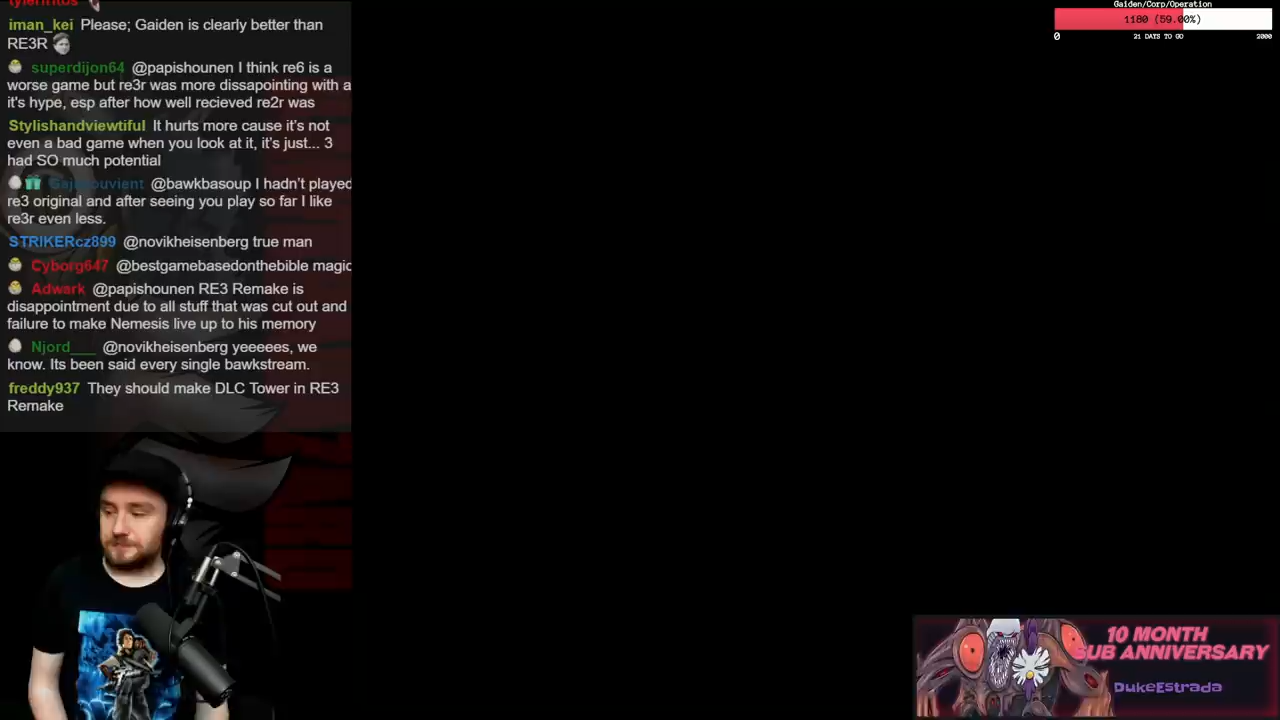 iman_kei Please; Gaiden is clearly better than
RE3R
superdijon64 @papishounen I think re6 is a
worse game but re3r was more dissapointing with a
it's hype, esp after how well recieved re2r was
Stylishandviewtiful It hurts more cause it's not
even a bad game when you look at it, it's just... 3
had SO much potential
@bawkbasoup I hadn't played
re3 original and after seeing you play so far I like
re3r even less.
STRIKERcz899 @novikheisenberg true man
Cyborg647 @bestgamebasedonthebible magic
Adwark @papishounen RE3 Remake is
disappointment due to all stuff that was cut out and
failure to make Nemesis live up to his memory
Njord___ @novikheisenberg yeeeees, we
know. Its been said every single bawkstream.
freddy937 They should make DLC Tower in RE3
Remake
Gaiden/Corp/Operation
1180 (59.00%)
0 21 DAYS TO GO 2000
10 MONTH
SUB ANNIVERSARY
DukeEstrada